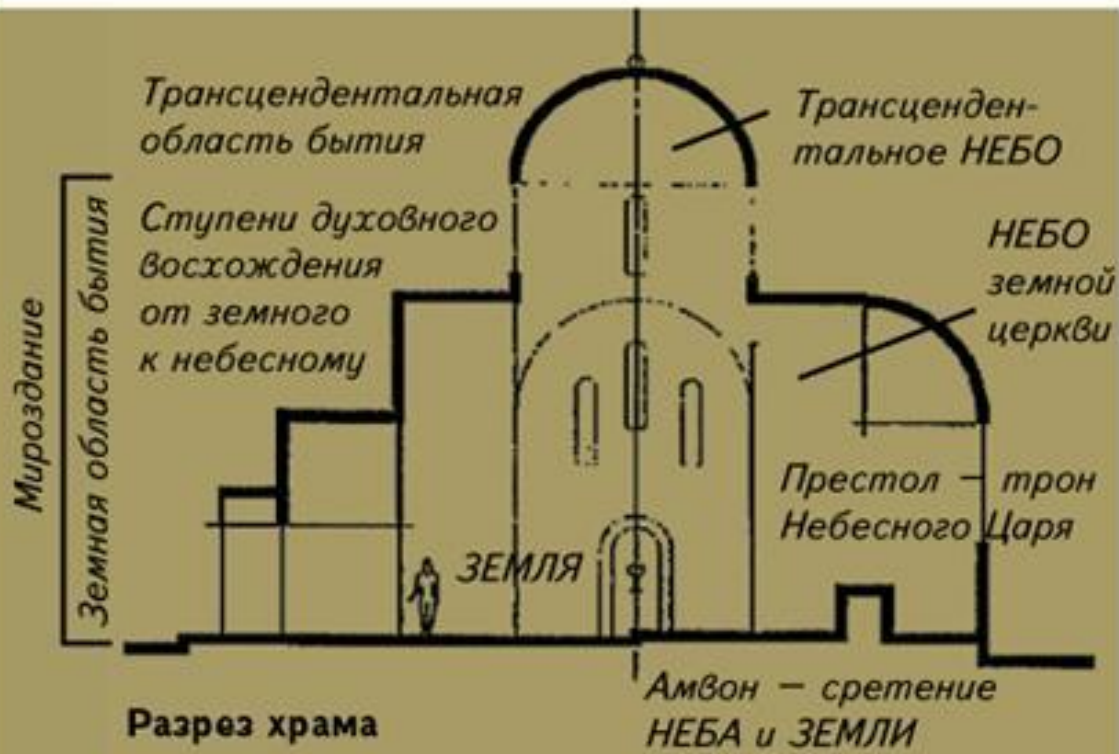 Трансцендентальная
область бытия
Трансценден-
тальное НЕБО
Ступени духовного
восхождения
от земного
к небесному
НЕБО
земной
церкви
Мироздание
Земная область бытия
Престол – трон
Небесного Царя
ЗЕМЛЯ
Амвон – сретение
НЕБА и ЗЕМЛИ
Разрез храма